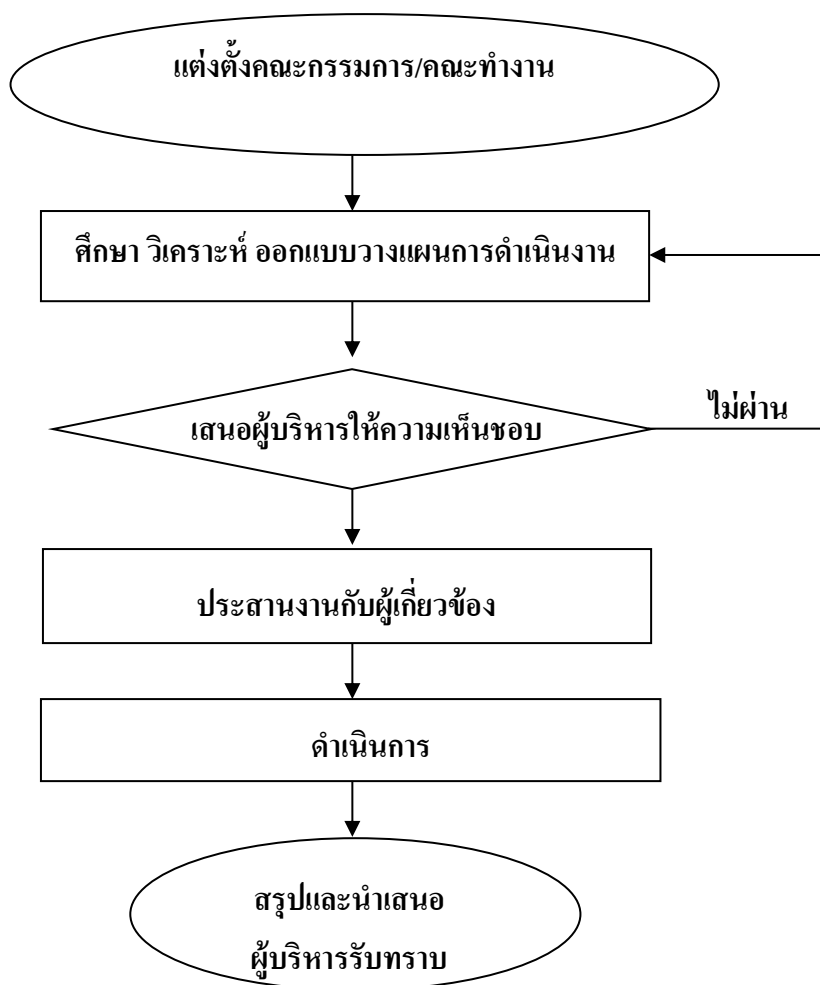 แต่งตั้งคณะกรรมการ/คณะทำงาน
ศึกษา วิเคราะห์ ออกแบบวางแผนการดำเนินงาน
ไม่ผ่าน
เสนอผู้บริหารให้ความเห็นชอบ
ประสานงานกับผู้เกี่ยวข้อง
ดำเนินการ
สรุปและนำเสนอ
ผู้บริหารรับทราบ